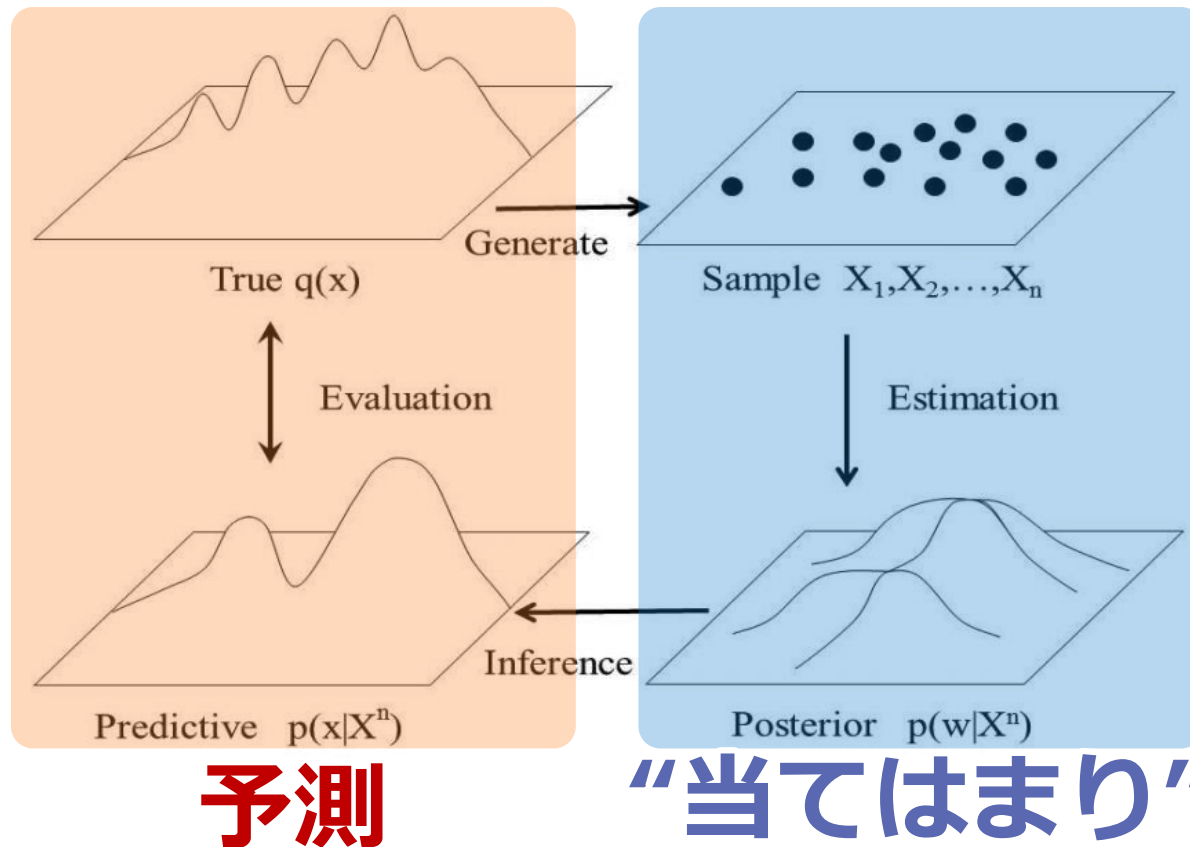 Generate
True q(x)
Sample X₁,X₂,…,Xₙ
Evaluation
Estimation
Inference
Predictive p(x|Xⁿ)
Posterior p(w|Xⁿ)
予測
“当てはまり”